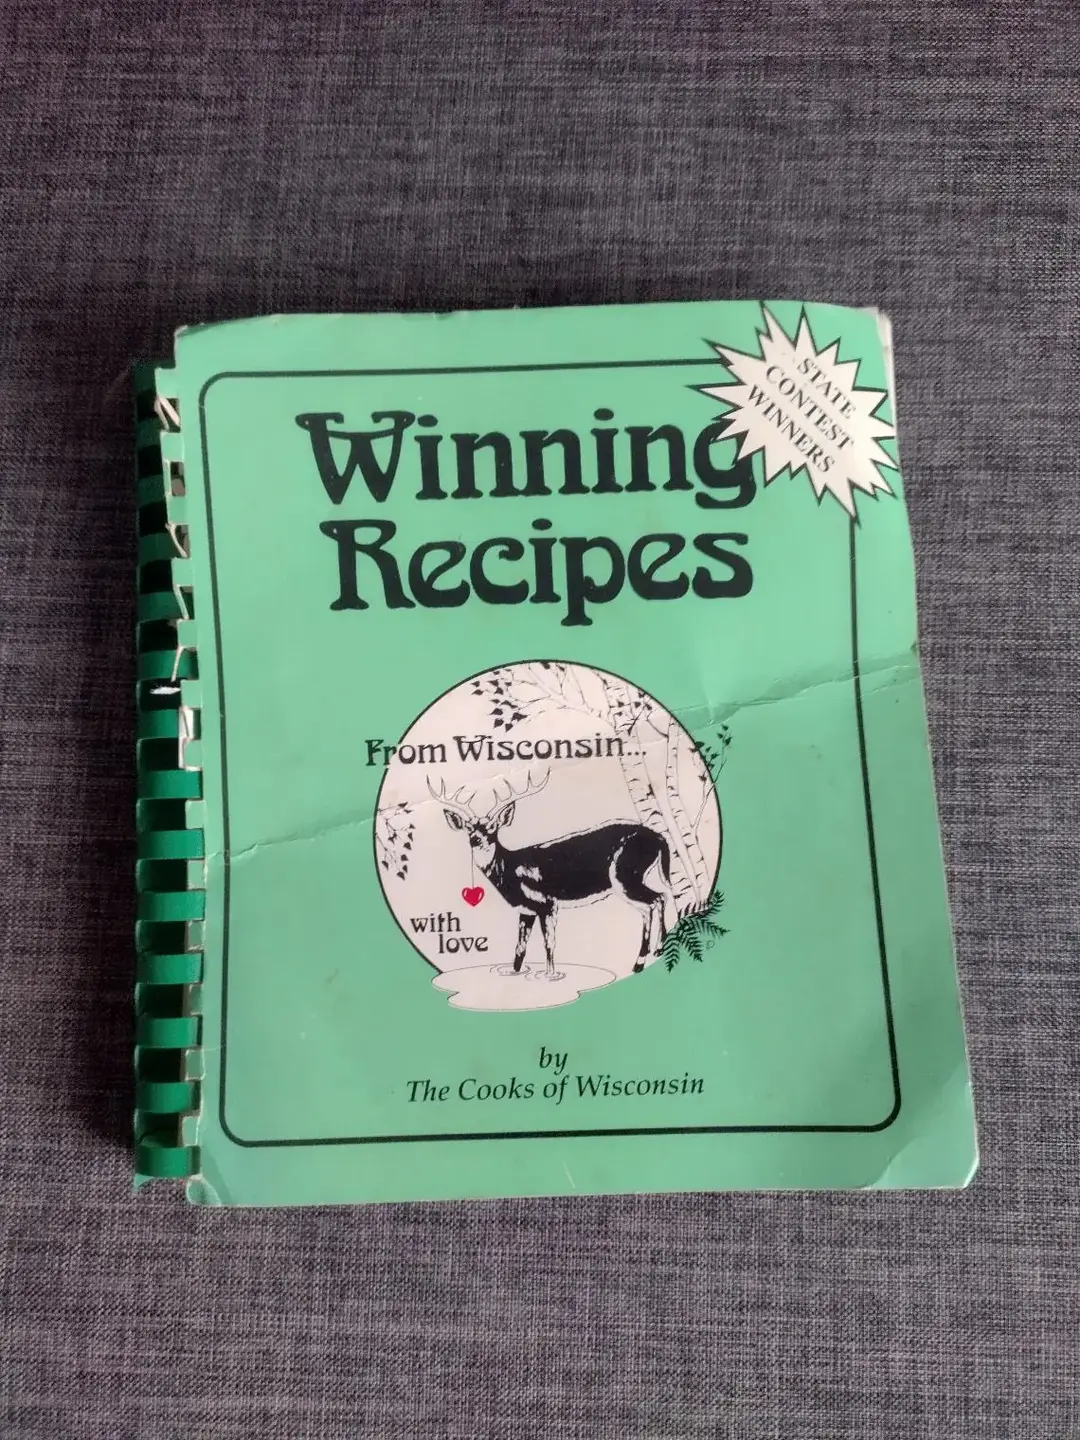 STATE
CONTEST
WINNERS
Winning
Recipes
From Wisconsin...
with
love
by
The Cooks of Wisconsin